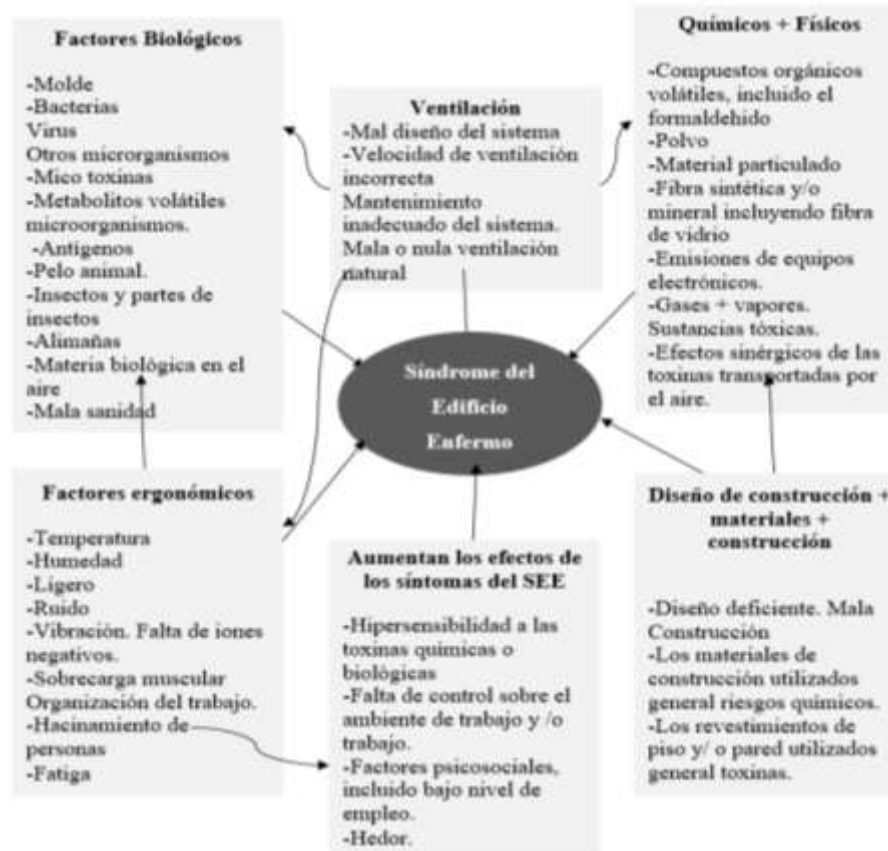 Factores Biológicos
-Molde
-Bacterias
Virus
Otros microrganismos
-Mico toxinas
-Metabolitos volátiles
microorganismos.
-Antígenos
-Pelo animal.
-Insectos y partes de
insectos
-Alimañas
-Materia biológica en el
aire
-Mala sanidad
Ventilación
-Mal diseño del sistema
-Velocidad de ventilación
incorrecta
Mantenimiento
inadecuado del sistema.
Mala o nula ventilación
natural
Químicos + Físicos
-Compuestos orgánicos
volátiles, incluido el
formaldehido
-Polvo
-Material particulado
-Fibra sintética y/o
mineral incluyendo fibra
de vidrio
-Emisiones de equipos
electrónicos.
-Gases + vapores.
Sustancias tóxicas.
-Efectos sinérgicos de las
toxinas transportadas por
el aire.
Síndrome del
Edificio
Enfermo
Factores ergonómicos
-Temperatura
-Humedad
-Ligero
-Ruido
-Vibración. Falta de iones
negativos.
-Sobrecarga muscular
Organización del trabajo.
-Hacinamiento de
personas
-Fatiga
Aumentan los efectos de
los síntomas del SEE
-Hipersensibilidad a las
toxinas químicas o
biológicas
-Falta de control sobre el
ambiente de trabajo y /o
trabajo.
-Factores psicosociales,
incluido bajo nivel de
empleo.
-Hedor.
Diseño de construcción +
materiales +
construcción
-Diseño deficiente. Mala
Construcción
-Los materiales de
construcción utilizados
general riesgos químicos.
-Los revestimientos de
piso y/ o pared utilizados
general toxinas.